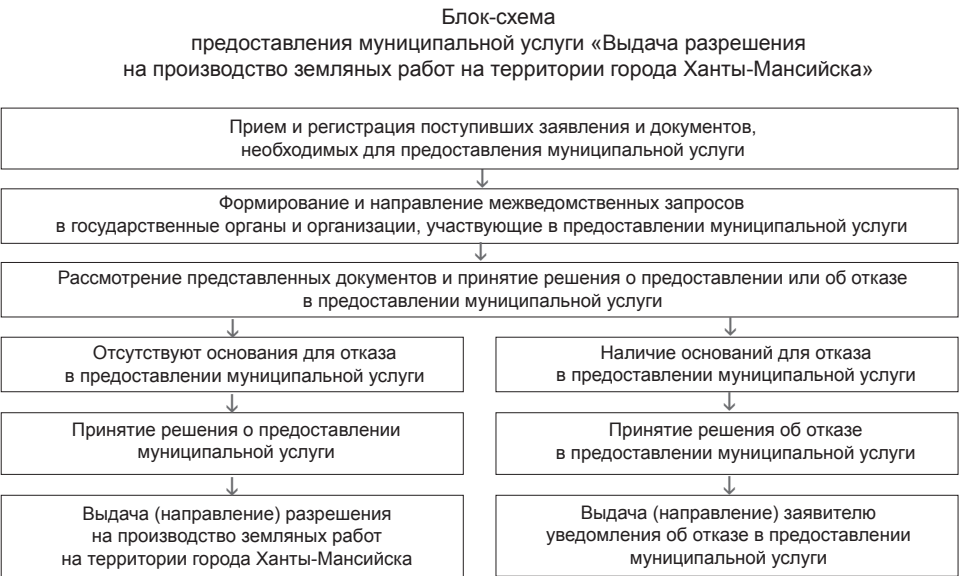 Блок-схема
предоставления муниципальной услуги «Выдача разрешения
на производство земляных работ на территории города Ханты-Мансийска»
Прием и регистрация поступивших заявления и документов,
необходимых для предоставления муниципальной услуги
Формирование и направление межведомственных запросов
в государственные органы и организации, участвующие в предоставлении муниципальной услуги
Рассмотрение представленных документов и принятие решения о предоставлении или об отказе
в предоставлении муниципальной услуги
Отсутствуют основания для отказа
в предоставлении муниципальной услуги
Наличие оснований для отказа
в предоставлении муниципальной услуги
Принятие решения о предоставлении
муниципальной услуги
Принятие решения об отказе
в предоставлении муниципальной услуги
Выдача (направление) разрешения
на производство земляных работ
на территории города Ханты-Мансийска
Выдача (направление) заявителю
уведомления об отказе в предоставлении
муниципальной услуги